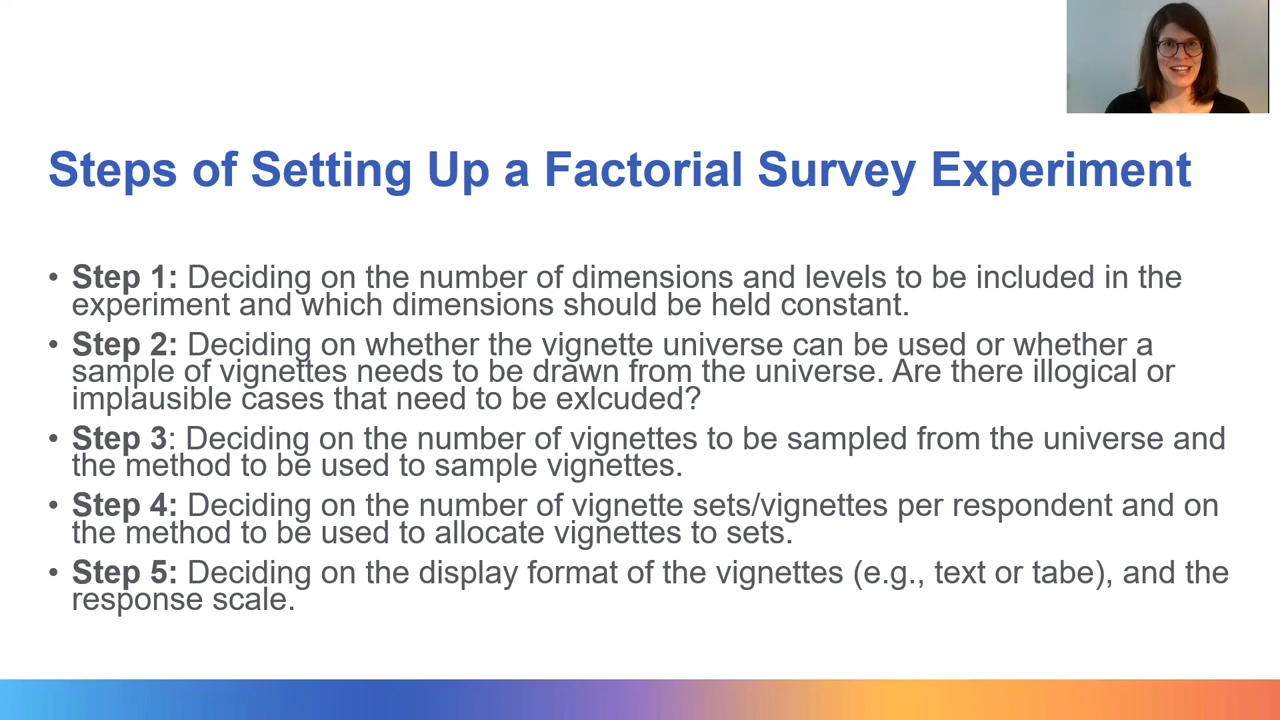 Steps of Setting Up a Factorial Survey Experiment
• Step 1: Deciding on the number of dimensions and levels to be included in the
experiment and which dimensions should be held constant.
• Step 2: Deciding on whether the vignette universe can be used or whether a
sample of vignettes needs to be drawn from the universe. Are there illogical or
implausible cases that need to be exlcuded?
• Step 3: Deciding on the number of vignettes to be sampled from the universe and
the method to be used to sample vignettes.
• Step 4: Deciding on the number of vignette sets/vignettes per respondent and on
the method to be used to allocate vignettes to sets.
• Step 5: Deciding on the display format of the vignettes (e.g., text or tabe), and the
response scale.